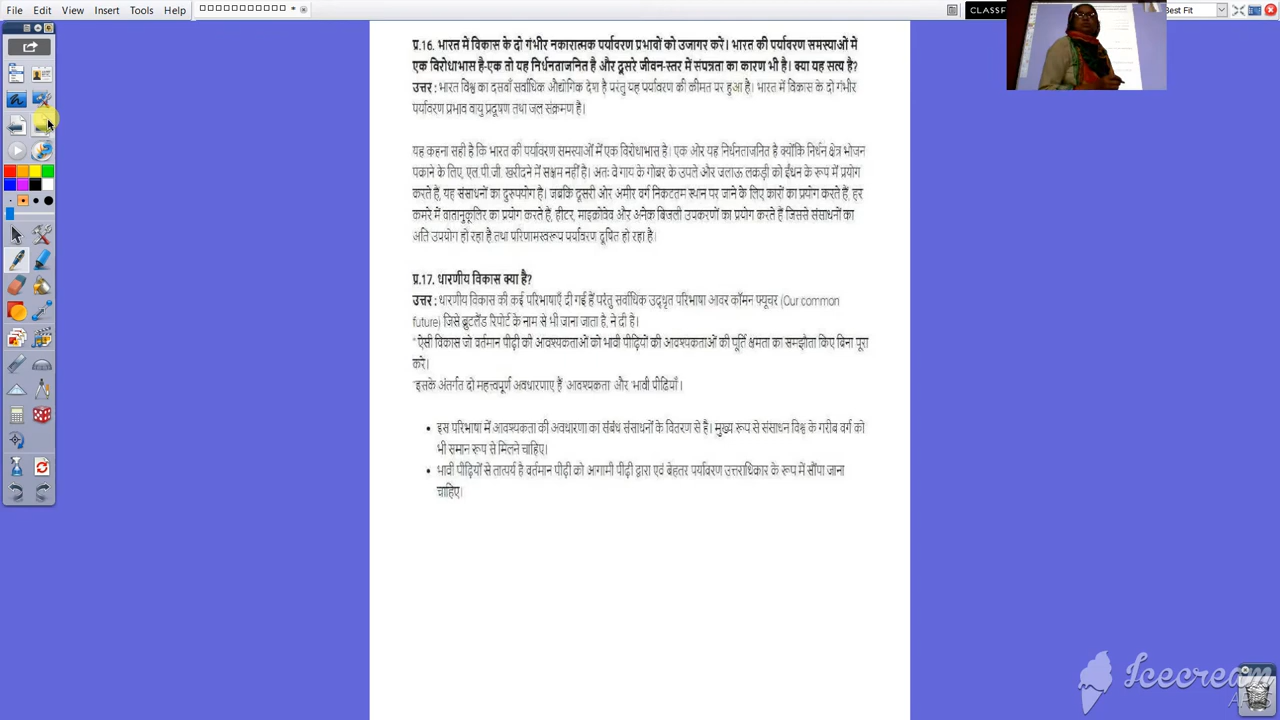 File Edit View Insert Tools Help
CLASSF
Best Fit
प्र.16. भारत में विकास के दो गंभीर नकारात्मक पर्यावरण प्रभावों को उजागर करें। भारत की पर्यावरण समस्याओं में
एक विरोधाभास है-एक तो यह निर्धनताजनित है और दूसरे जीवन-स्तर में संपन्नता का कारण भी है। क्या यह सत्य है?
उत्तर : भारत विश्व का दसवाँ सर्वाधिक औद्योगिक देश है परंतु यह पर्यावरण की कीमत पर हुआ है। भारत में विकास के दो गंभीर
पर्यावरण प्रभाव वायु प्रदूषण तथा जल संक्रमण हैं।
यह कहना सही है कि भारत की पर्यावरण समस्याओं में एक विरोधाभास है। एक ओर यह निर्धनताजनित है क्योंकि निर्धन क्षेत्र भोजन
पकाने के लिए एल.पी.जी. खरीदने में सक्षम नहीं है। अतः वे गाय के गोबर के उपले और जलाऊ लकड़ी को ईंधन के रूप में प्रयोग
करते हैं, यह संसाधनों का दुरुपयोग है। जबकि दूसरी ओर अमीर वर्ग निकटतम स्थान पर जाने के लिए कारों का प्रयोग करते हैं, हर
कमरे में वातानुकूलिर का प्रयोग करते हैं, हीटर, माइक्रोवेव और अनेक बिजली उपकरणों का प्रयोग करते हैं जिससे संसाधनों का
अति उपयोग हो रहा है तथा परिणामस्वरूप पर्यावरण दूषित हो रहा है।
प्र.17. धारणीय विकास क्या है?
उत्तर : धारणीय विकास की कई परिभाषाएँ दी गई हैं परंतु सर्वाधिक उद्धृत परिभाषा आवर कॉमन फ्यूचर (Our common
future) जिसे ब्रुटलैंड रिपोर्ट के नाम से भी जाना जाता है, ने दी है।
“ऐसी विकास जो वर्तमान पीढ़ी की आवश्यकताओं को भावी पीढ़ियों की आवश्यकताओं की पूर्ति क्षमता का समझौता किए बिना पूरा
करे।
"इसके अंतर्गत दो महत्त्वपूर्ण अवधारणाए हैं 'आवश्यकता' और 'भावी पीढ़ियाँ।
• इस परिभाषा में आवश्यकता की अवधारणा का संबंध संसाधनों के वितरण से है। मुख्य रूप से संसाधन विश्व के गरीब वर्ग को
भी समान रूप से मिलने चाहिए।
• भावी पीढ़ियों से तात्पर्य है वर्तमान पीढ़ी को आगामी पीढ़ी द्वारा एवं बेहतर पर्यावरण उत्तराधिकार के रूप में सौंपा जाना
चाहिए।
Icecream